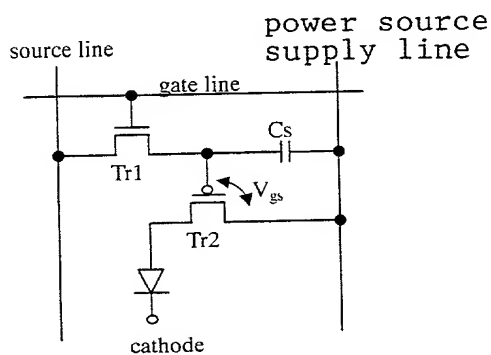 power source
supply line
source line
gate line
Cs
Tr1
Vgs
Tr2
cathode